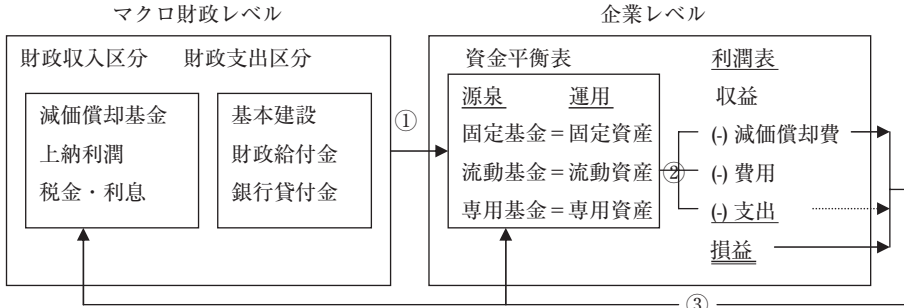 マクロ財政レベル
企業レベル
財政収入区分 財政支出区分
減価償却基金
上納利潤
税金・利息
基本建設
財政給付金
銀行貸付金
①
資金平衡表
源泉 運用
固定基金=固定資産
流動基金=流動資産
専用基金=専用資産
②
利潤表
収益
(-) 減価償却費
(-) 費用
(-) 支出
損益
③